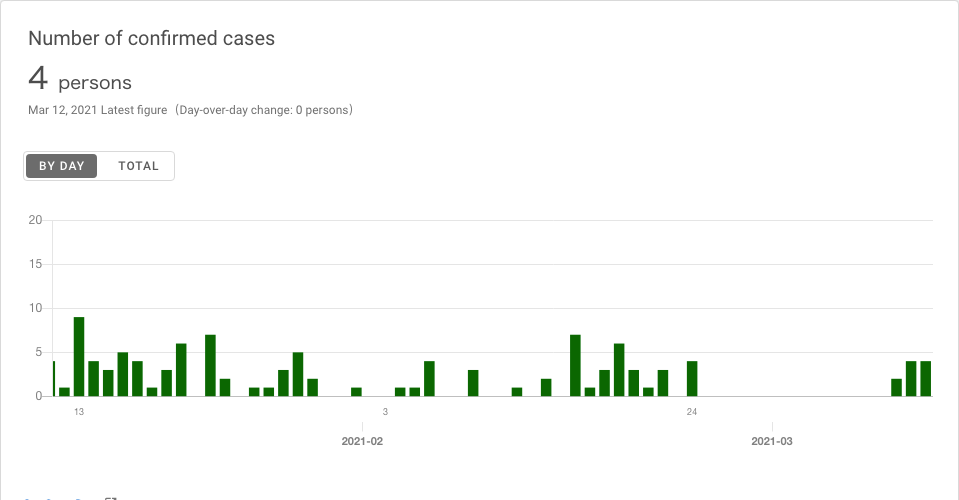 Number of confirmed cases
4 persons
Mar 12, 2021 Latest figure （Day-over-day change: 0 persons）
BY DAY TOTAL
20
15
10
5
0
13 3 24
2021-02 2021-03